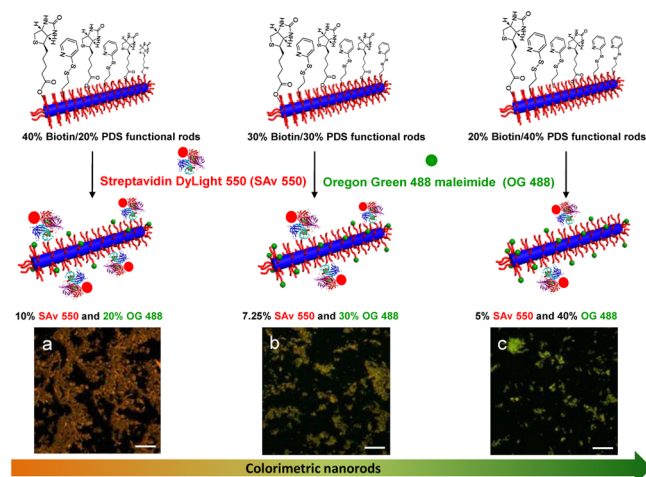 40% Biotin/20% PDS functional rods
30% Biotin/30% PDS functional rods
20% Biotin/40% PDS functional rods
Streptavidin DyLight 550 (SAv 550)
Oregon Green 488 maleimide (OG 488)
10% SAv 550 and 20% OG 488
7.25% SAv 550 and 30% OG 488
5% SAv 550 and 40% OG 488
a
b
c
Colorimetric nanorods